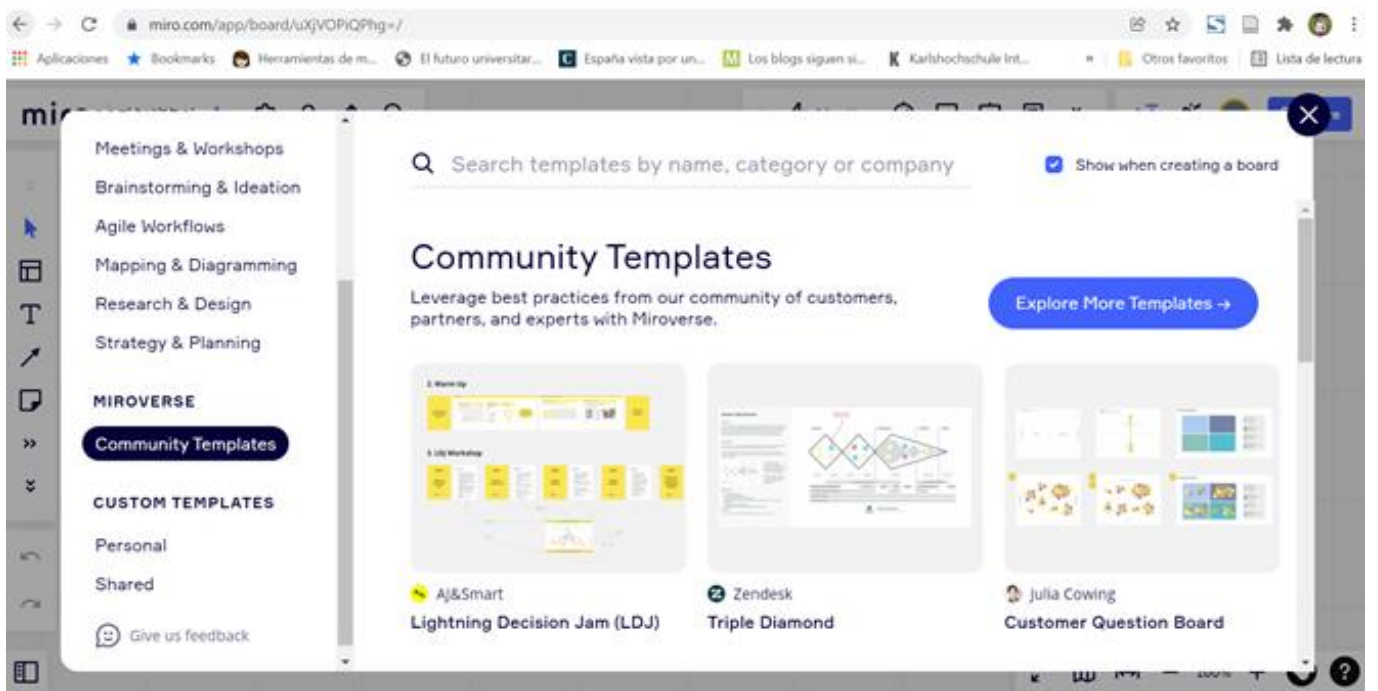 miro.com/app/board/uXjVOPiQPhg=/
Aplicaciones
Bookmarks
Herramientas de m...
El futuro universitar...
España vista por un...
Los blogs siguen si...
Karlshochschule Int...
»
Otros favoritos
Lista de lectura
Meetings & Workshops
Brainstorming & Ideation
Agile Workflows
Mapping & Diagramming
Research & Design
Strategy & Planning
MIROVERSE
Community Templates
CUSTOM TEMPLATES
Personal
Shared
Give us feedback
Search templates by name, category or company
Show when creating a board
Community Templates
Leverage best practices from our community of customers,
partners, and experts with Miroverse.
Explore More Templates →
AJ&Smart
Lightning Decision Jam (LDJ)
Zendesk
Triple Diamond
Julia Cowing
Customer Question Board